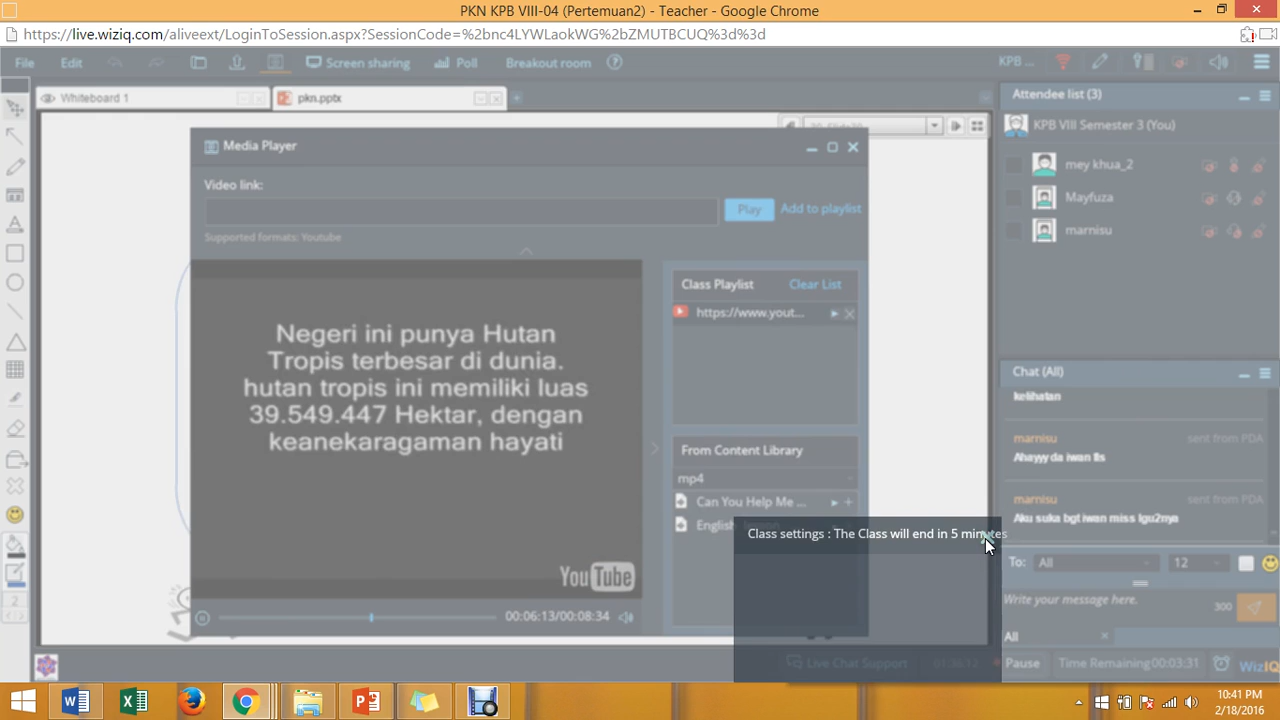 PKN KPB VIII-04 (Pertemuan2) - Teacher - Google Chrome
https://live.wiziq.com/aliveext/LoginToSession.aspx?SessionCode=%2bnc4LYWLbokWG%2bZMUTBCUQ%3d%3d
File Edit Screen sharing Poll Breakout room KPB ...
Whiteboard 1 pkn.pptx
Attendee list (3)
KPB VIII Semester 3 (You)
mey khua_2
Mayfuza
marnisu
Media Player
Video link:
Play Add to playlist
Supported formats: Youtube
Class Playlist Clear List
https://www.yout...
Negeri ini punya Hutan
Tropis terbesar di dunia.
hutan tropis ini memiliki luas
39.549.447 Hektar, dengan
keanekaragaman hayati
YouTube
00:06:13/00:08:34
From Content Library
mp4
Can You Help Me ...
English
Class settings : The Class will end in 5 minutes
Chat (All)
kelihatan
marnisu sent from PDA
Ahayyy da iwan fls
marnisu sent from PDA
Aku suka bgt iwan miss lgu2nya
To: All 12
Write your message here.
300
All
2
Live Chat Support Pause Time Remaining00:03:31 WizIQ
10:41 PM
2/18/2016